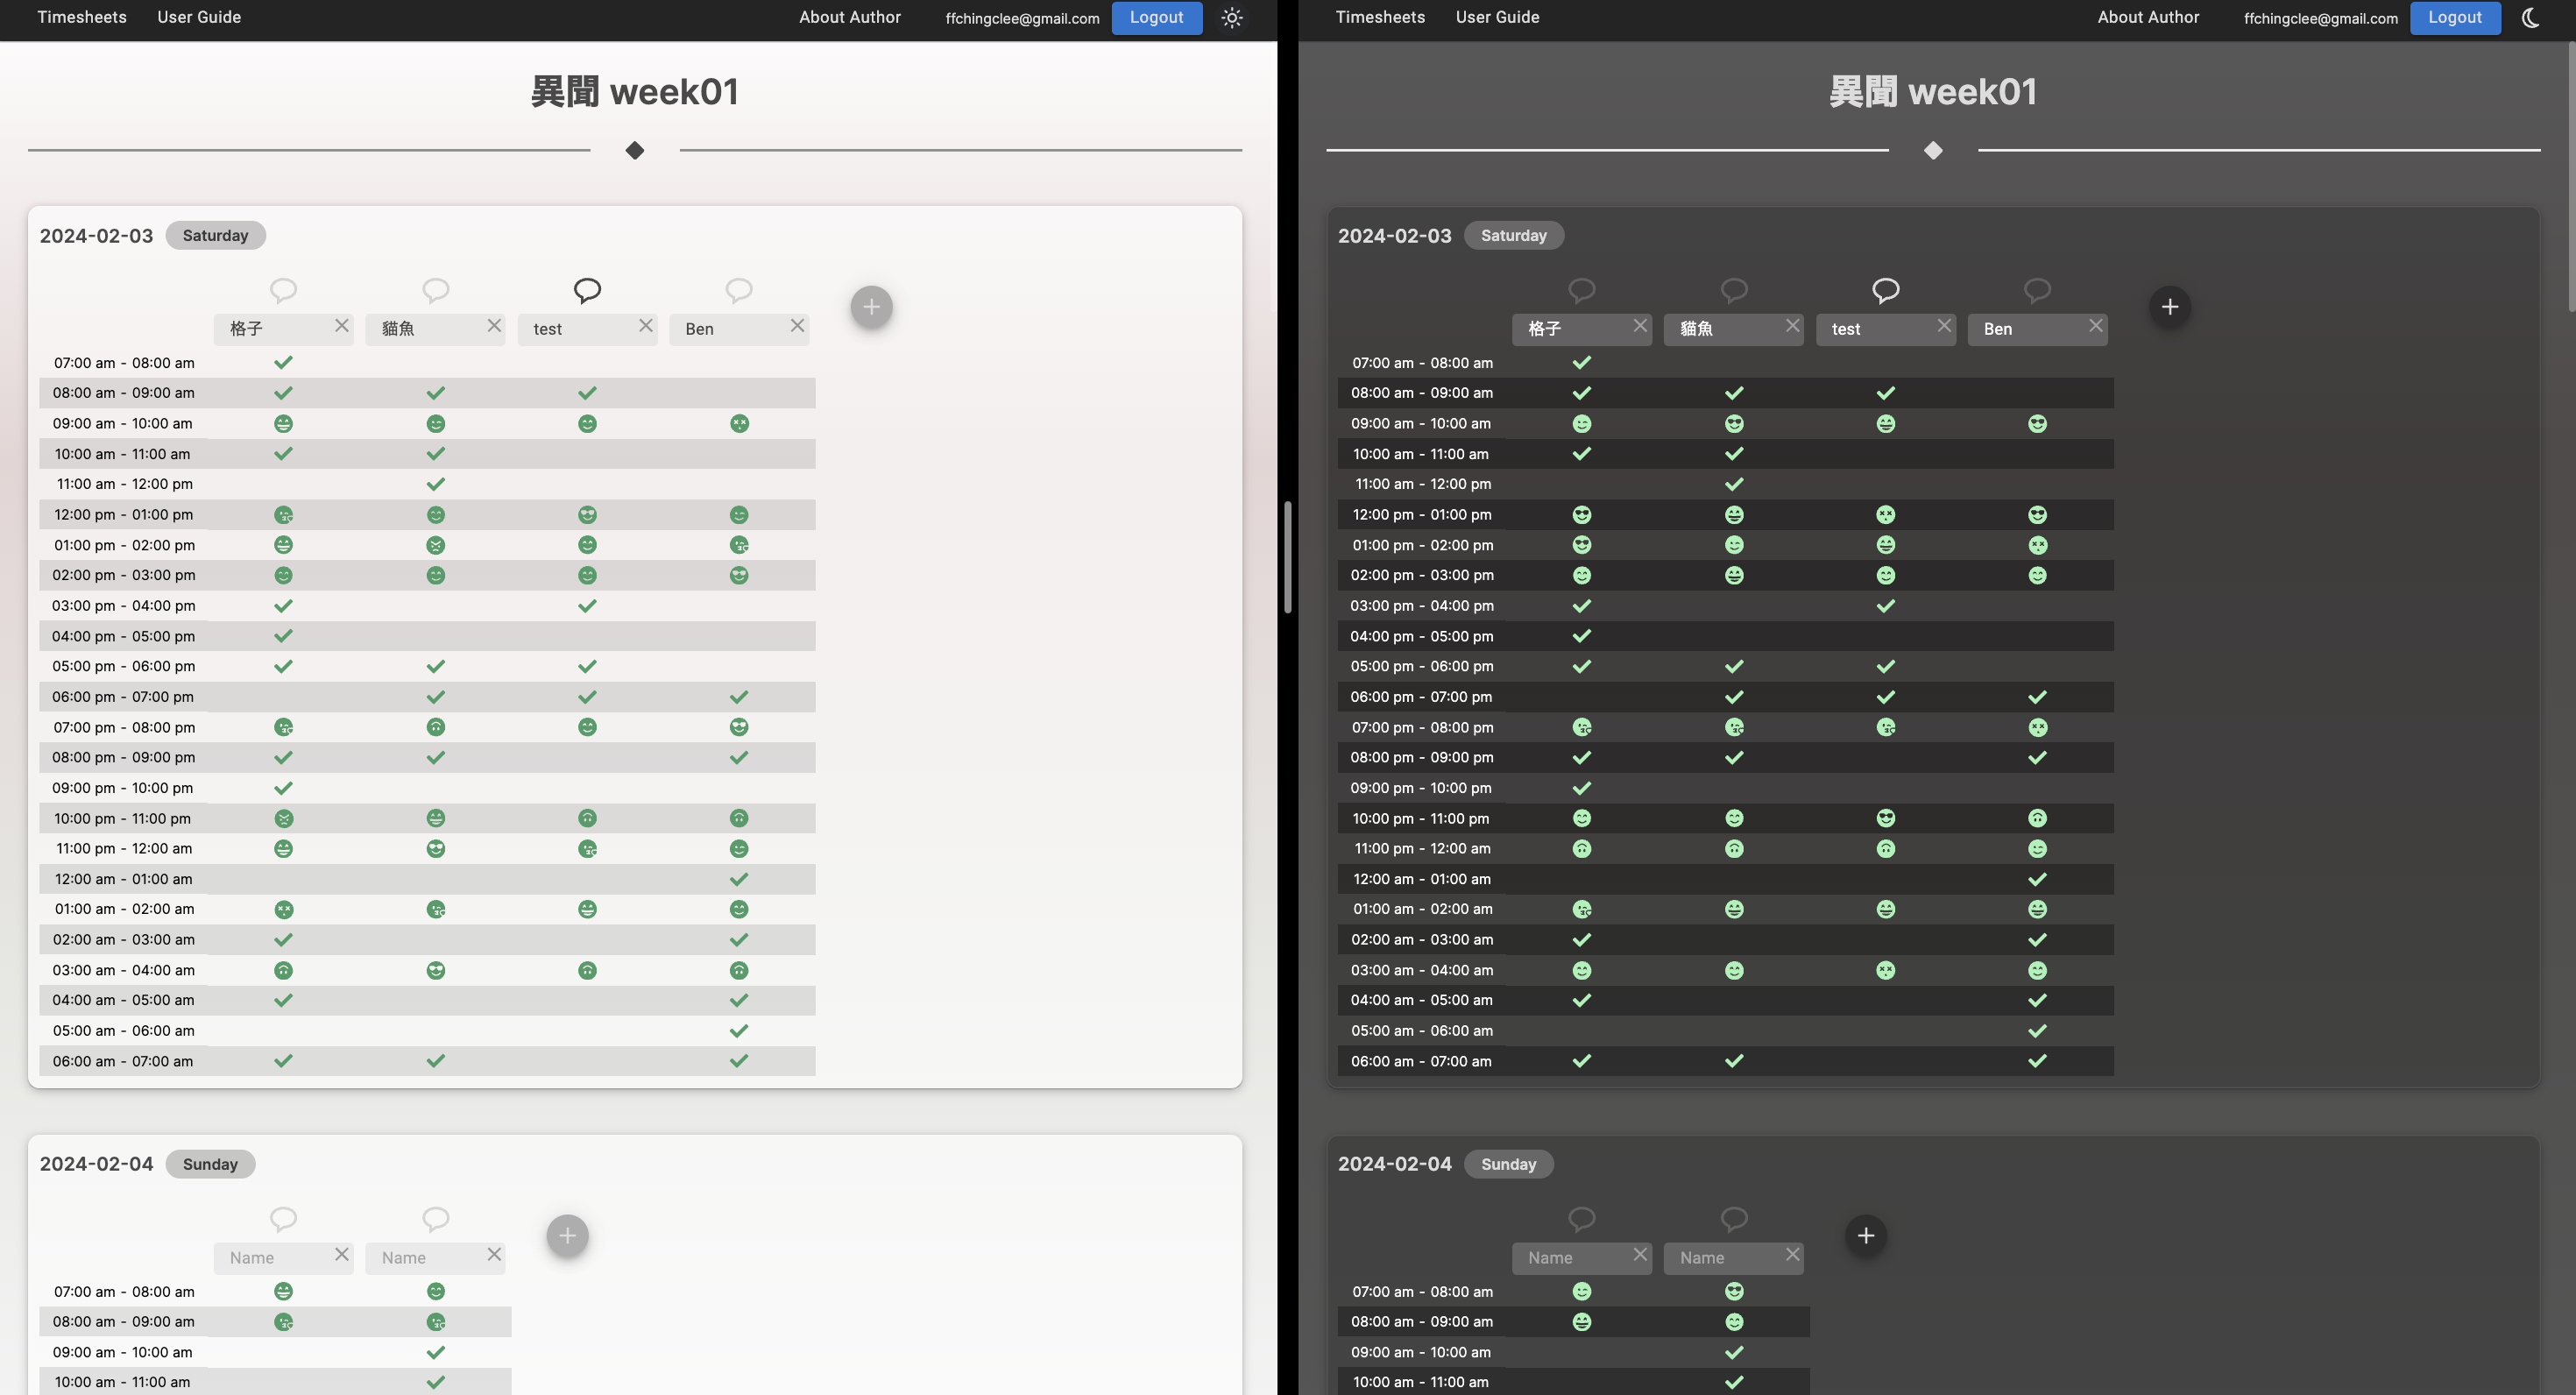 Timesheets User Guide About Author ffchingclee@gmail.com Logout
異聞 week01
2024-02-03 Saturday
格子 貓魚 test Ben
07:00 am - 08:00 am
08:00 am - 09:00 am
09:00 am - 10:00 am
10:00 am - 11:00 am
11:00 am - 12:00 pm
12:00 pm - 01:00 pm
01:00 pm - 02:00 pm
02:00 pm - 03:00 pm
03:00 pm - 04:00 pm
04:00 pm - 05:00 pm
05:00 pm - 06:00 pm
06:00 pm - 07:00 pm
07:00 pm - 08:00 pm
08:00 pm - 09:00 pm
09:00 pm - 10:00 pm
10:00 pm - 11:00 pm
11:00 pm - 12:00 am
12:00 am - 01:00 am
01:00 am - 02:00 am
02:00 am - 03:00 am
03:00 am - 04:00 am
04:00 am - 05:00 am
05:00 am - 06:00 am
06:00 am - 07:00 am
2024-02-04 Sunday
Name Name
07:00 am - 08:00 am
08:00 am - 09:00 am
09:00 am - 10:00 am
10:00 am - 11:00 am
Timesheets User Guide About Author ffchingclee@gmail.com Logout
異聞 week01
2024-02-03 Saturday
格子 貓魚 test Ben
07:00 am - 08:00 am
08:00 am - 09:00 am
09:00 am - 10:00 am
10:00 am - 11:00 am
11:00 am - 12:00 pm
12:00 pm - 01:00 pm
01:00 pm - 02:00 pm
02:00 pm - 03:00 pm
03:00 pm - 04:00 pm
04:00 pm - 05:00 pm
05:00 pm - 06:00 pm
06:00 pm - 07:00 pm
07:00 pm - 08:00 pm
08:00 pm - 09:00 pm
09:00 pm - 10:00 pm
10:00 pm - 11:00 pm
11:00 pm - 12:00 am
12:00 am - 01:00 am
01:00 am - 02:00 am
02:00 am - 03:00 am
03:00 am - 04:00 am
04:00 am - 05:00 am
05:00 am - 06:00 am
06:00 am - 07:00 am
2024-02-04 Sunday
Name Name
07:00 am - 08:00 am
08:00 am - 09:00 am
09:00 am - 10:00 am
10:00 am - 11:00 am